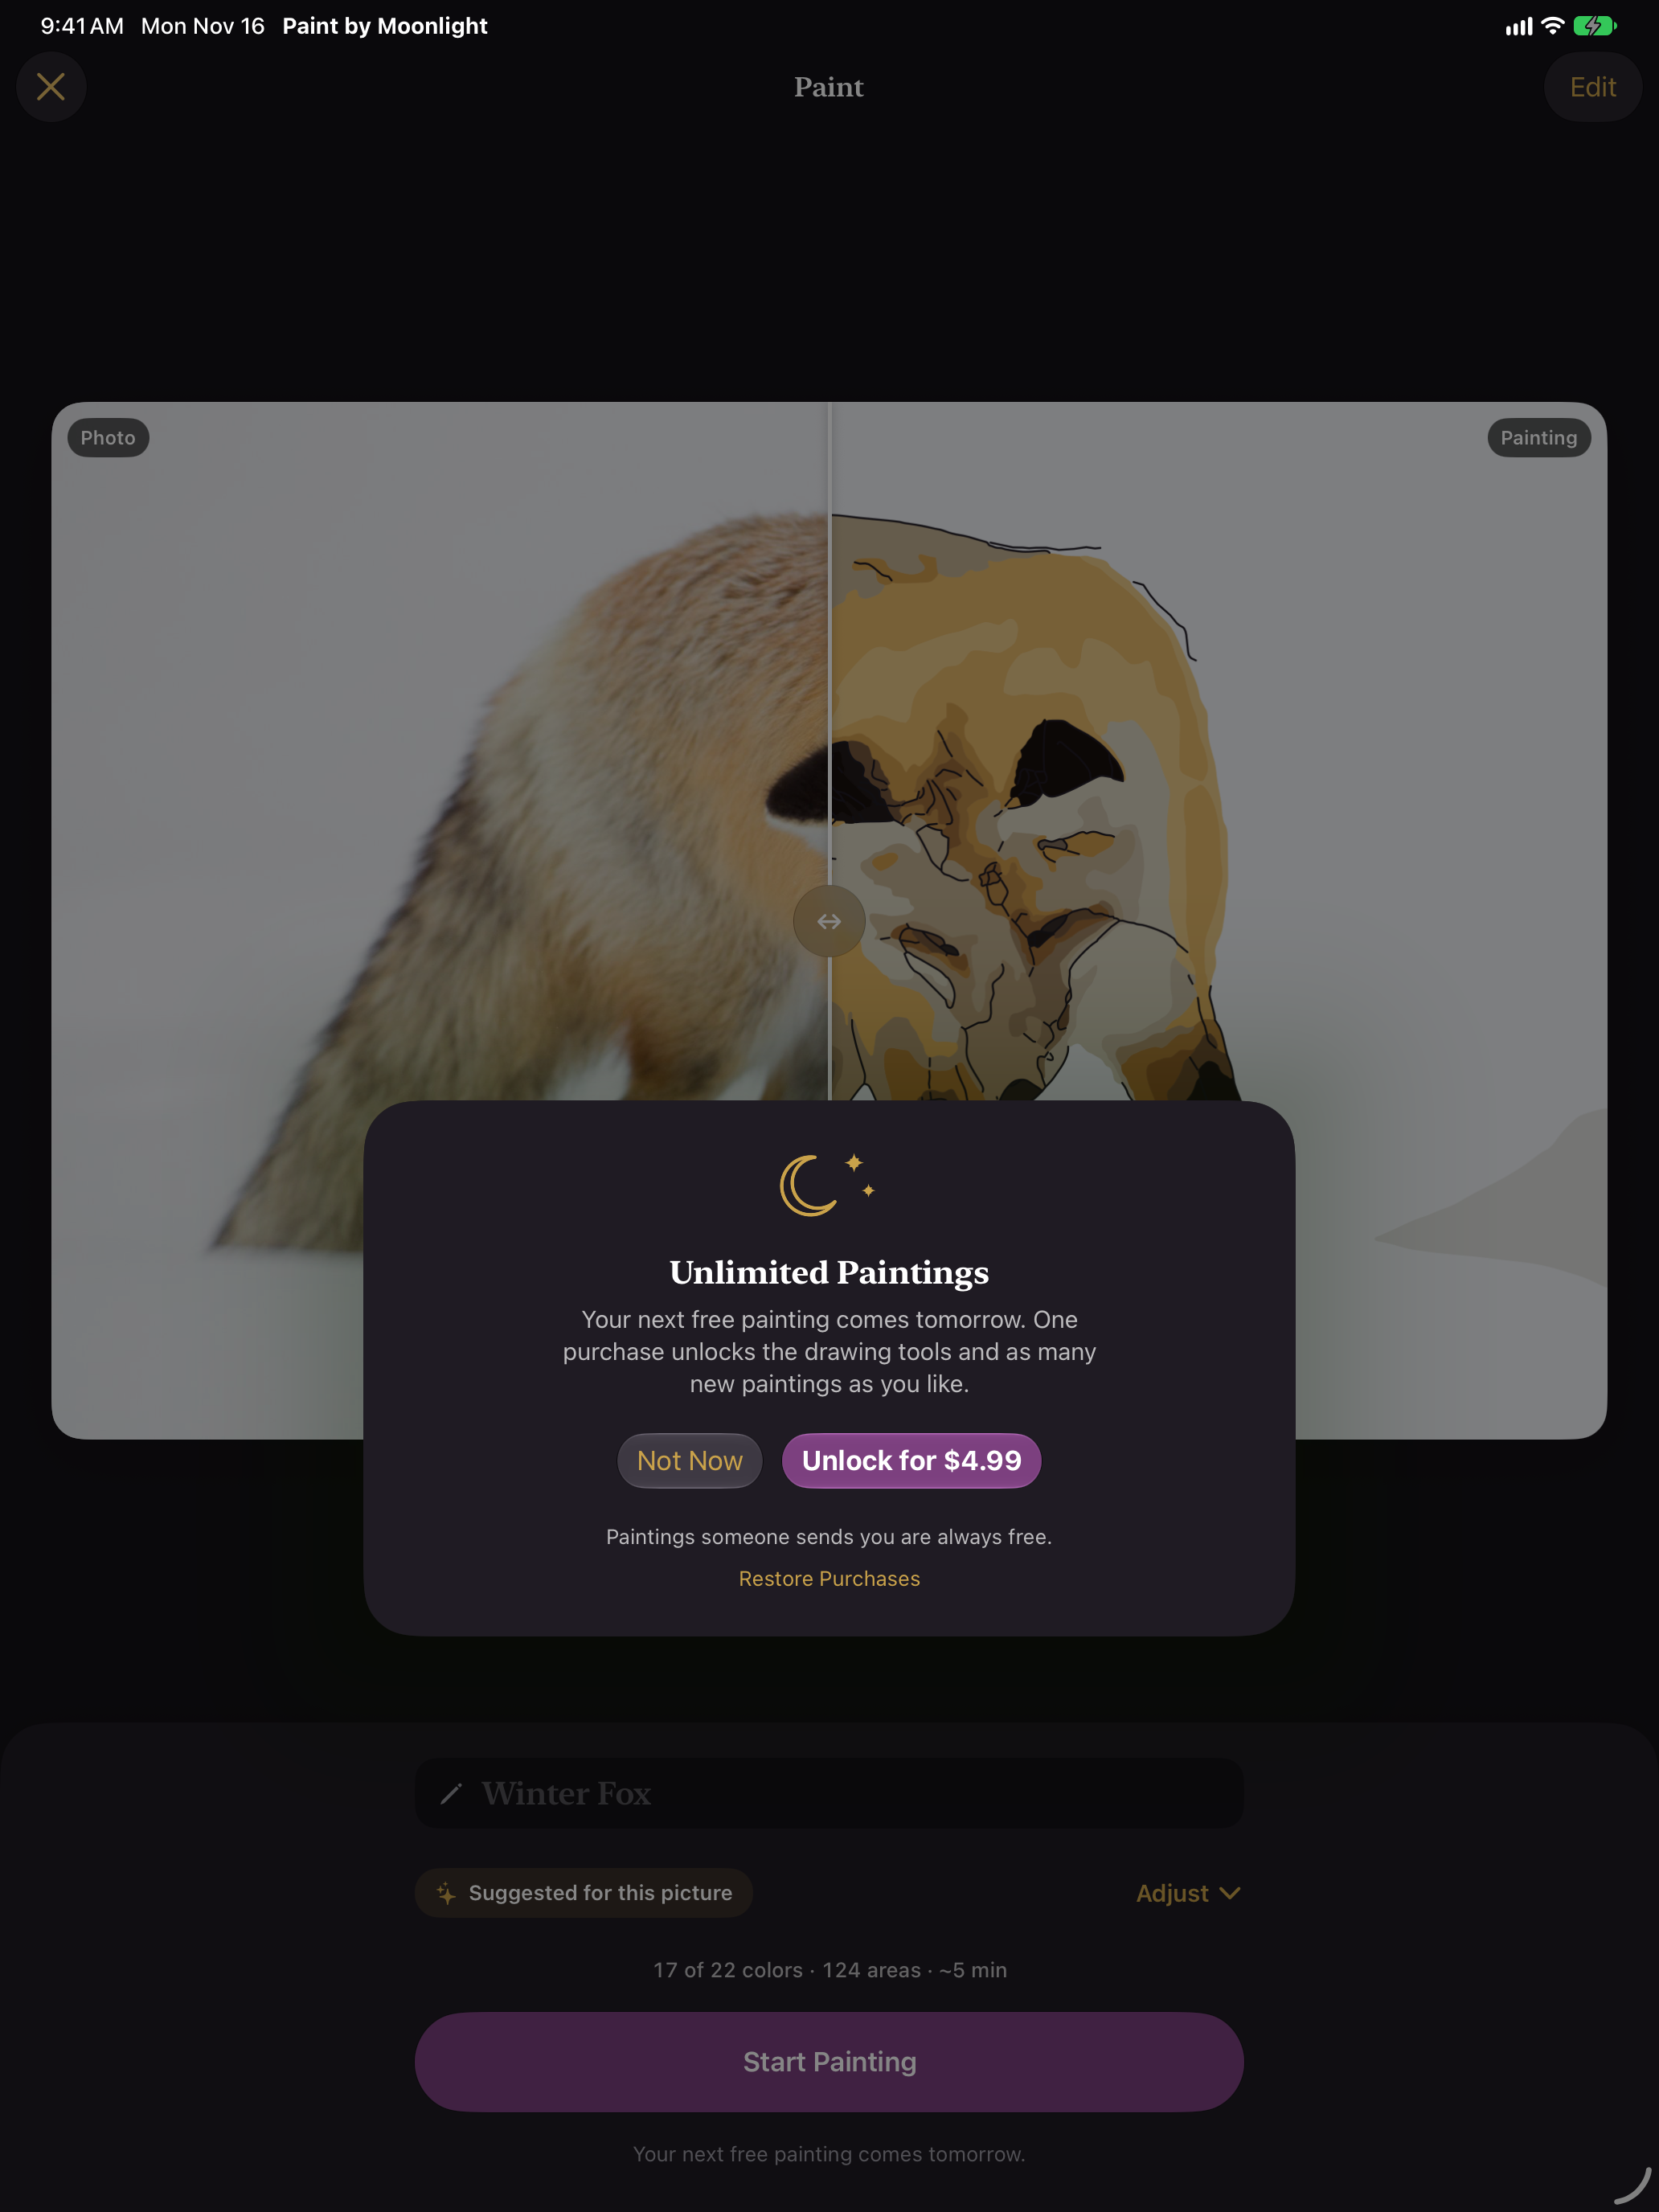 9:41 AM Mon Nov 16 Paint by Moonlight
Paint
Edit
Photo
Painting
Unlimited Paintings
Your next free painting comes tomorrow. One
purchase unlocks the drawing tools and as many
new paintings as you like.
Not Now
Unlock for $4.99
Paintings someone sends you are always free.
Restore Purchases
Winter Fox
Suggested for this picture
Adjust
17 of 22 colors · 124 areas · ~5 min
Start Painting
Your next free painting comes tomorrow.